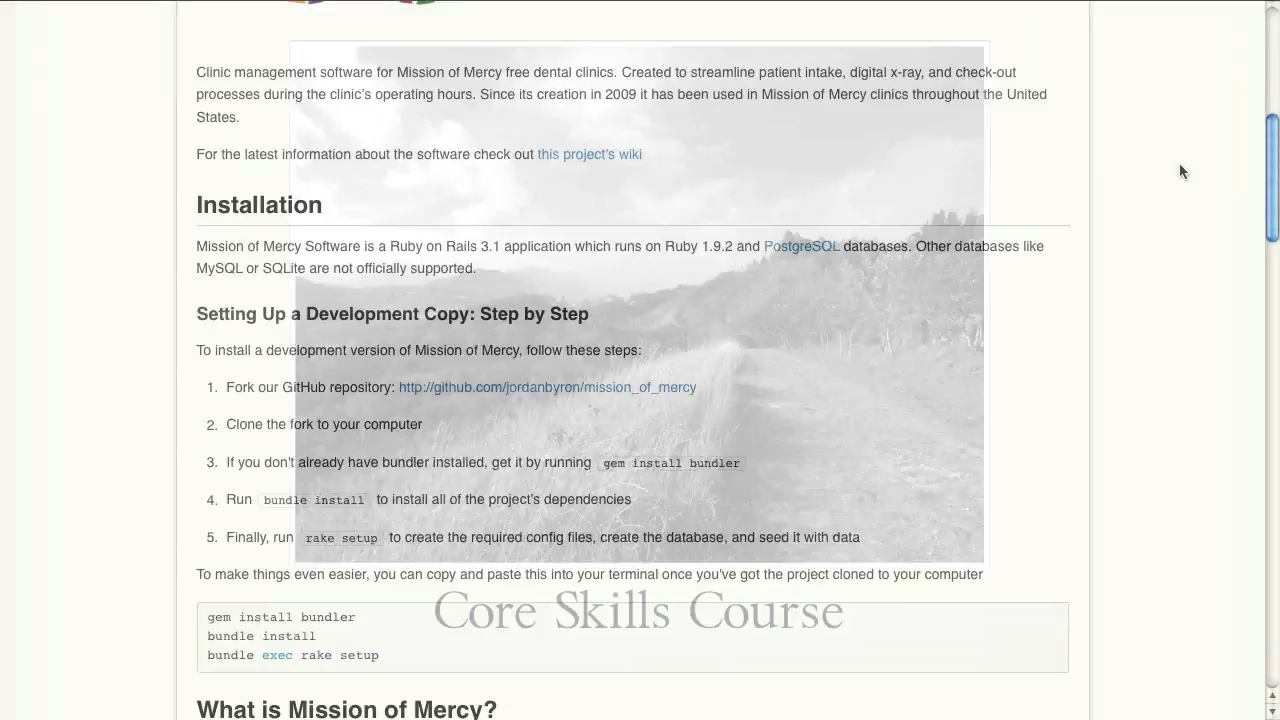 Clinic management software for Mission of Mercy free dental clinics. Created to streamline patient intake, digital x-ray, and check-out
processes during the clinic's operating hours. Since its creation in 2009 it has been used in Mission of Mercy clinics throughout the United
States.
For the latest information about the software check out this project's wiki
Installation
Mission of Mercy Software is a Ruby on Rails 3.1 application which runs on Ruby 1.9.2 and PostgreSQL databases. Other databases like
MySQL or SQLite are not officially supported.
Setting Up a Development Copy: Step by Step
To install a development version of Mission of Mercy, follow these steps:
1. Fork our GitHub repository: http://github.com/jordanbyron/mission_of_mercy
2. Clone the fork to your computer
3. If you don't already have bundler installed, get it by running gem install bundler
4. Run bundle install to install all of the project's dependencies
5. Finally, run rake setup to create the required config files, create the database, and seed it with data
To make things even easier, you can copy and paste this into your terminal once you've got the project cloned to your computer
Core Skills Course
gem install bundler
bundle install
bundle exec rake setup
What is Mission of Mercy?